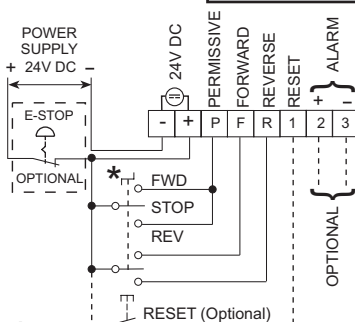 POWER
SUPPLY
+ 24V DC –
E-STOP
OPTIONAL
24V DC
PERMISSIVE
FORWARD
REVERSE
RESET
ALARM
+ –
- + P F R 1 2 3
OPTIONAL
*
FWD
STOP
REV
RESET (Optional)